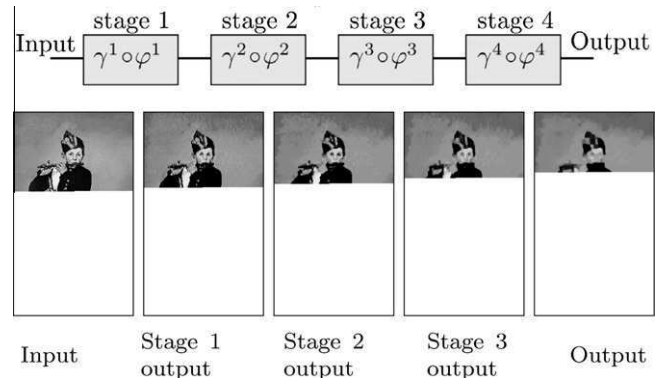 stage 1 stage 2 stage 3 stage 4
Input γ¹∘φ¹ γ²∘φ² γ³∘φ³ γ⁴∘φ⁴ Output
Input Stage 1 output Stage 2 output Stage 3 output Output